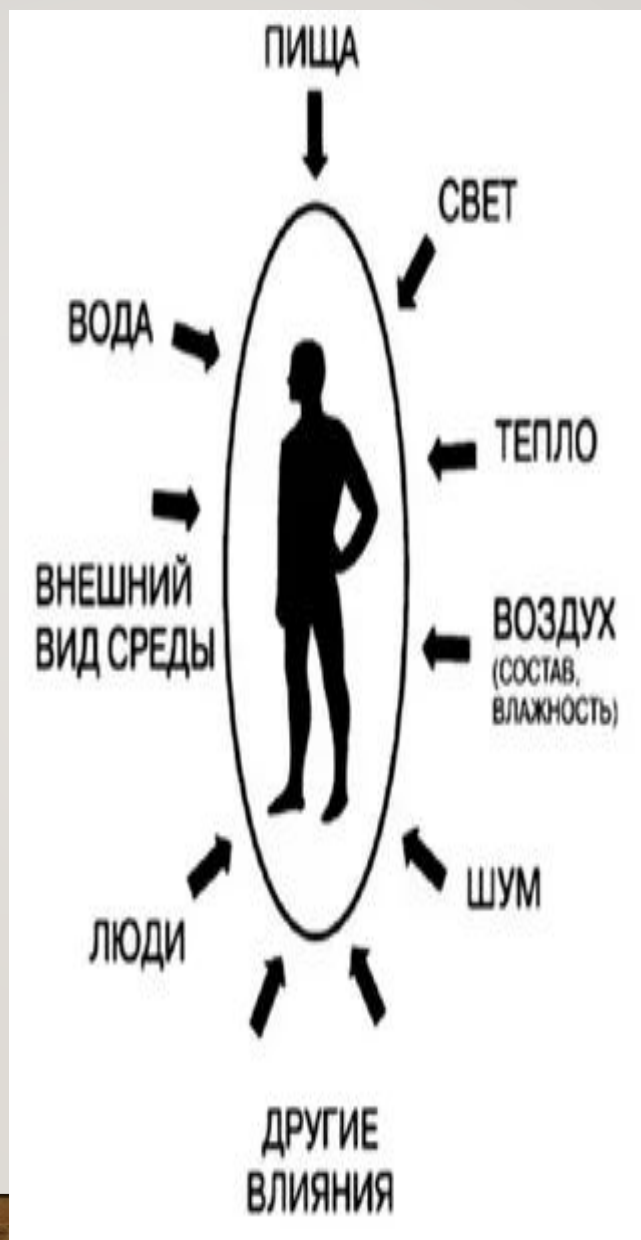 ПИЩА
СВЕТ
ВОДА
ТЕПЛО
ВНЕШНИЙ
ВИД СРЕДЫ
ВОЗДУХ
(СОСТАВ,
ВЛАЖНОСТЬ)
ШУМ
ЛЮДИ
ДРУГИЕ
ВЛИЯНИЯ